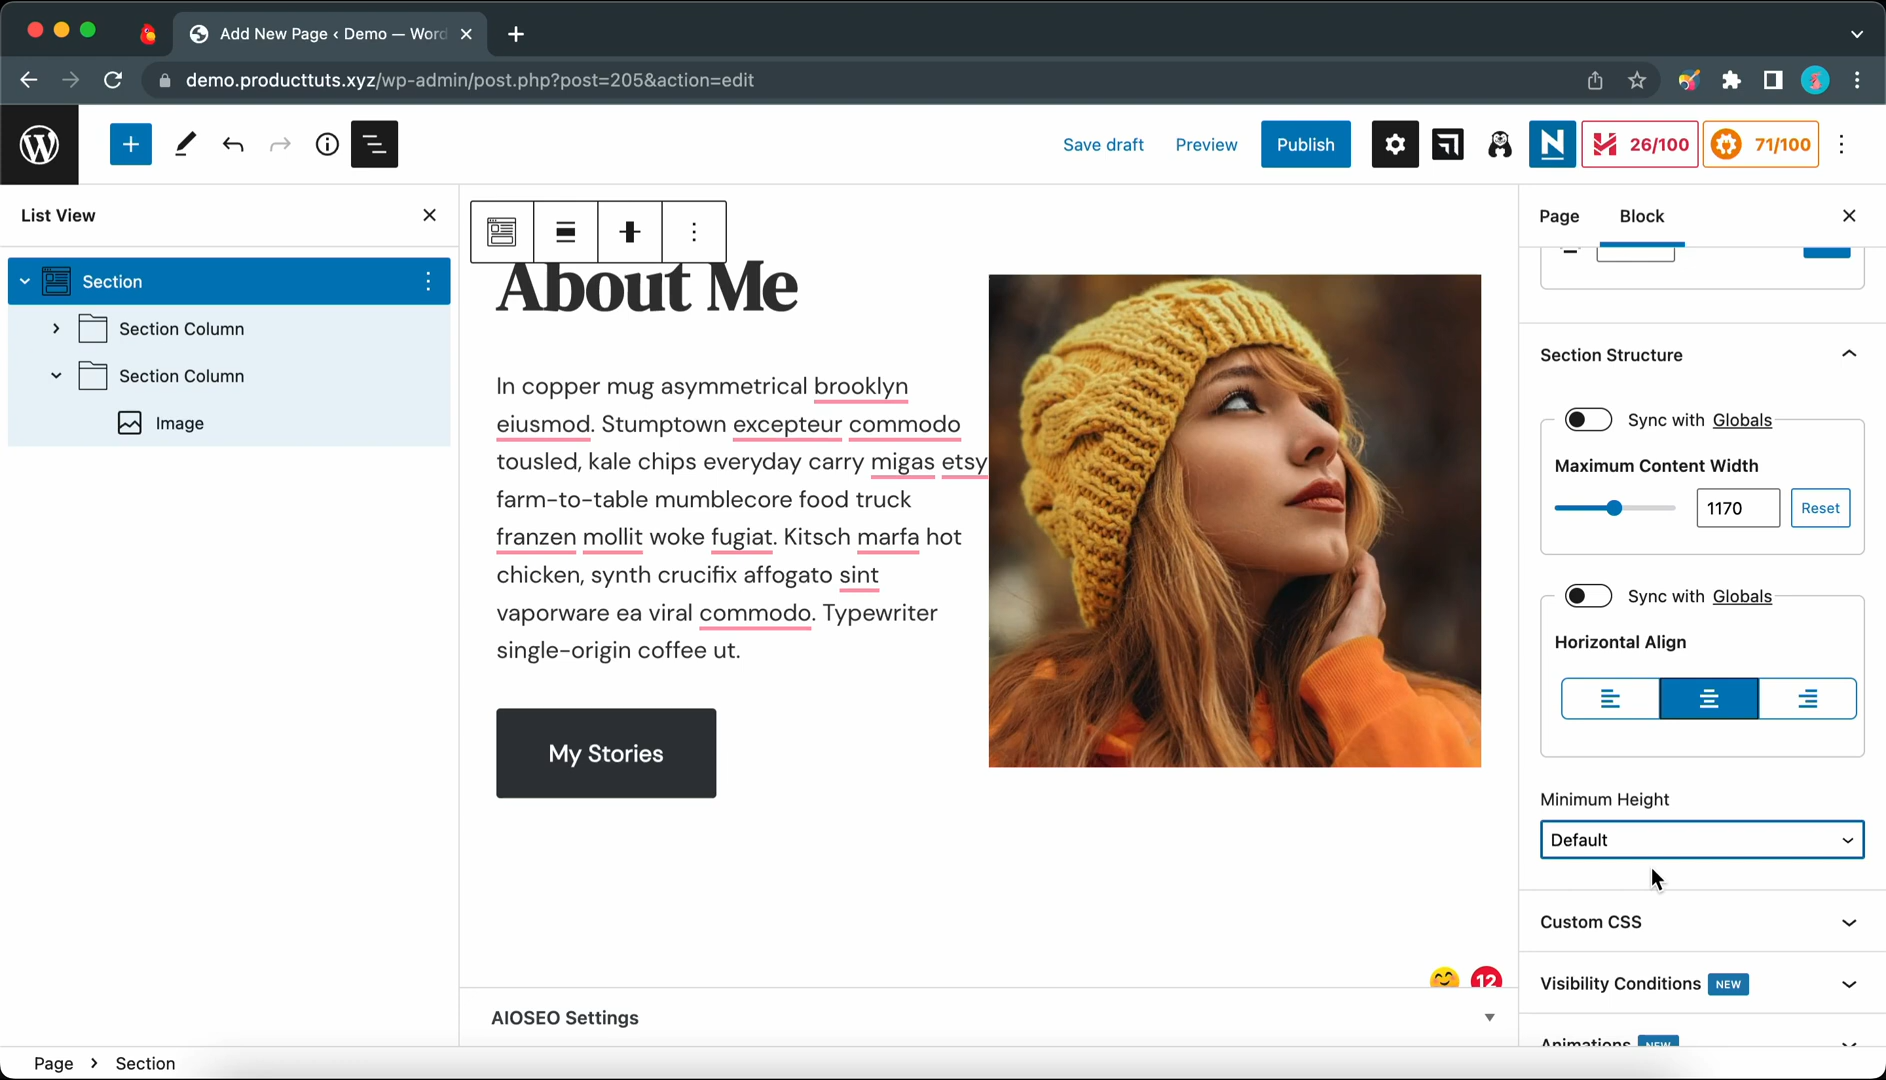 Add New Page ‹ Demo — Word
demo.producttuts.xyz/wp-admin/post.php?post=205&action=edit
Save draft
Preview
Publish
26/100
71/100
List View
Section
Section Column
Section Column
Image
About Me
In copper mug asymmetrical brooklyn
eiusmod. Stumptown excepteur commodo
tousled, kale chips everyday carry migas etsy
farm-to-table mumblecore food truck
franzen mollit woke fugiat. Kitsch marfa hot
chicken, synth crucifix affogato sint
vaporware ea viral commodo. Typewriter
single-origin coffee ut.
My Stories
12
AIOSEO Settings
Page
Block
Section Structure
Sync with Globals
Maximum Content Width
1170
Reset
Sync with Globals
Horizontal Align
Minimum Height
Default
Custom CSS
Visibility Conditions NEW
Animations NEW
Page > Section